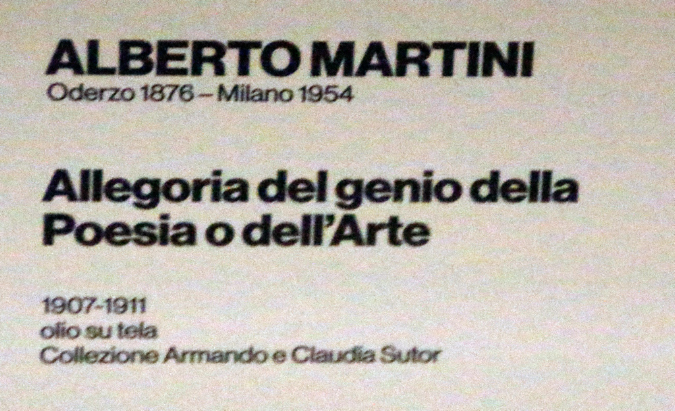 ALBERTO MARTINI
Oderzo 1876 – Milano 1954
Allegoria del genio della
Poesia o dell'Arte
1907-1911
olio su tela
Collezione Armando e Claudia Sutor